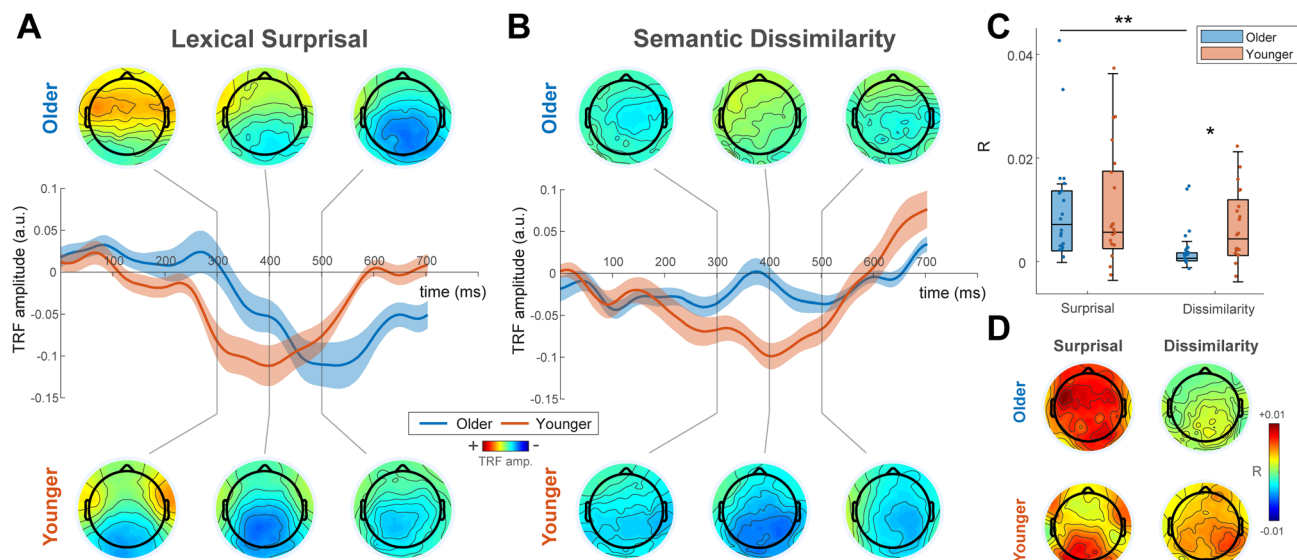 A
Lexical Surprisal
Older
0.1
0.05
0
-0.05
-0.1
-0.15
TRF amplitude (a.u.)
100 200 300 400 500 600 700
time (ms)
Younger
B
Semantic Dissimilarity
Older
0.1
0.05
0
-0.05
-0.1
-0.15
TRF amplitude (a.u.)
100 200 300 400 500 600 700
time (ms)
Younger
Older Younger
+ -
TRF amp.
C
**
Older
Younger
0.04
0.02
0
R
*
Surprisal Dissimilarity
D
Surprisal Dissimilarity
Older
Younger
+0.01
R
-0.01